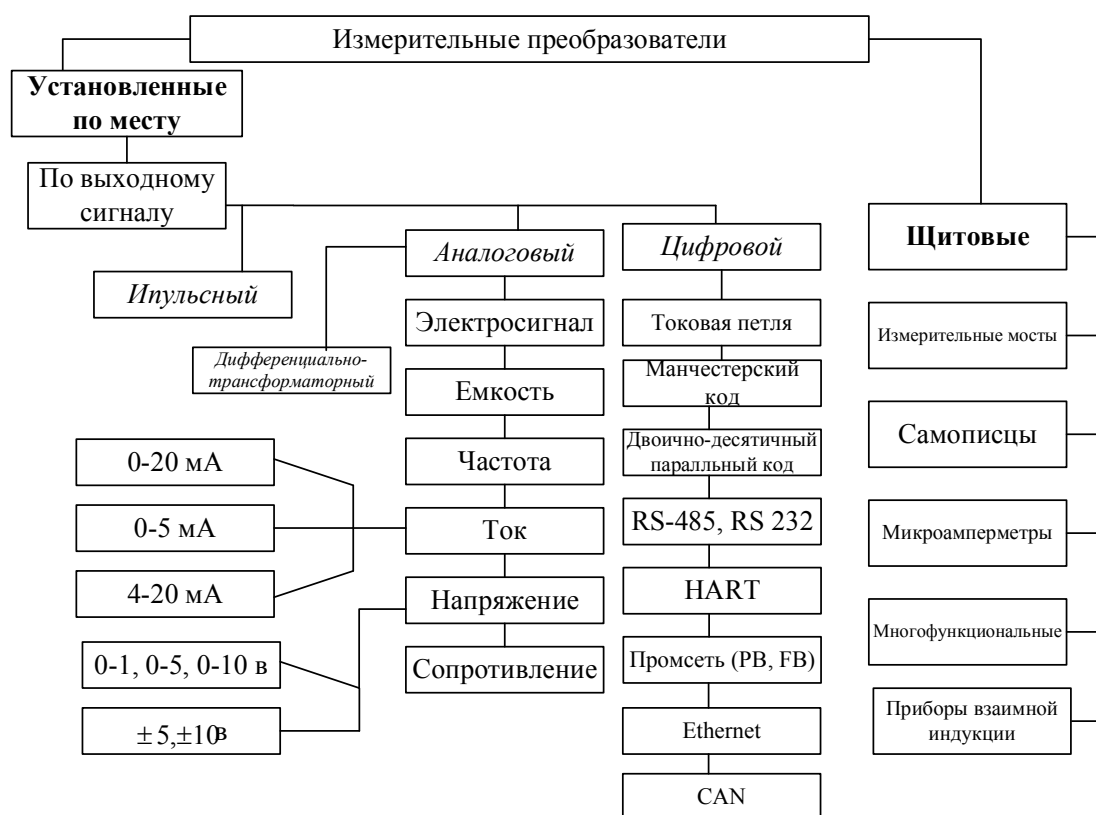 Измерительные преобразователи
Установленные
по месту
По выходному
сигналу
Ипульсный
Аналоговый
Дифференциально-
трансформаторный
Электросигнал
Емкость
Частота
Ток
0-20 мА
0-5 мА
4-20 мА
Напряжение
0-1, 0-5, 0-10 в
±5,±10в
Сопротивление
Цифровой
Токовая петля
Манчестерский
код
Двоично-десятичный
паралльный код
RS-485, RS 232
HART
Промсеть (PB, FB)
Ethernet
CAN
Щитовые
Измерительные мосты
Самописцы
Микроамперметры
Многофункциональные
Приборы взаимной
индукции